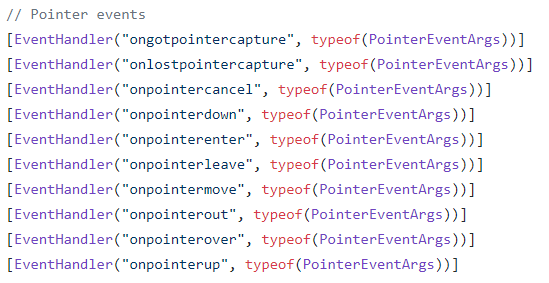 // Pointer events
[EventHandler("ongotpointercapture", typeof(PointerEventArgs))]
[EventHandler("onlostpointercapture", typeof(PointerEventArgs))]
[EventHandler("onpointercancel", typeof(PointerEventArgs))]
[EventHandler("onpointerdown", typeof(PointerEventArgs))]
[EventHandler("onpointerenter", typeof(PointerEventArgs))]
[EventHandler("onpointerleave", typeof(PointerEventArgs))]
[EventHandler("onpointermove", typeof(PointerEventArgs))]
[EventHandler("onpointerout", typeof(PointerEventArgs))]
[EventHandler("onpointerover", typeof(PointerEventArgs))]
[EventHandler("onpointerup", typeof(PointerEventArgs))]